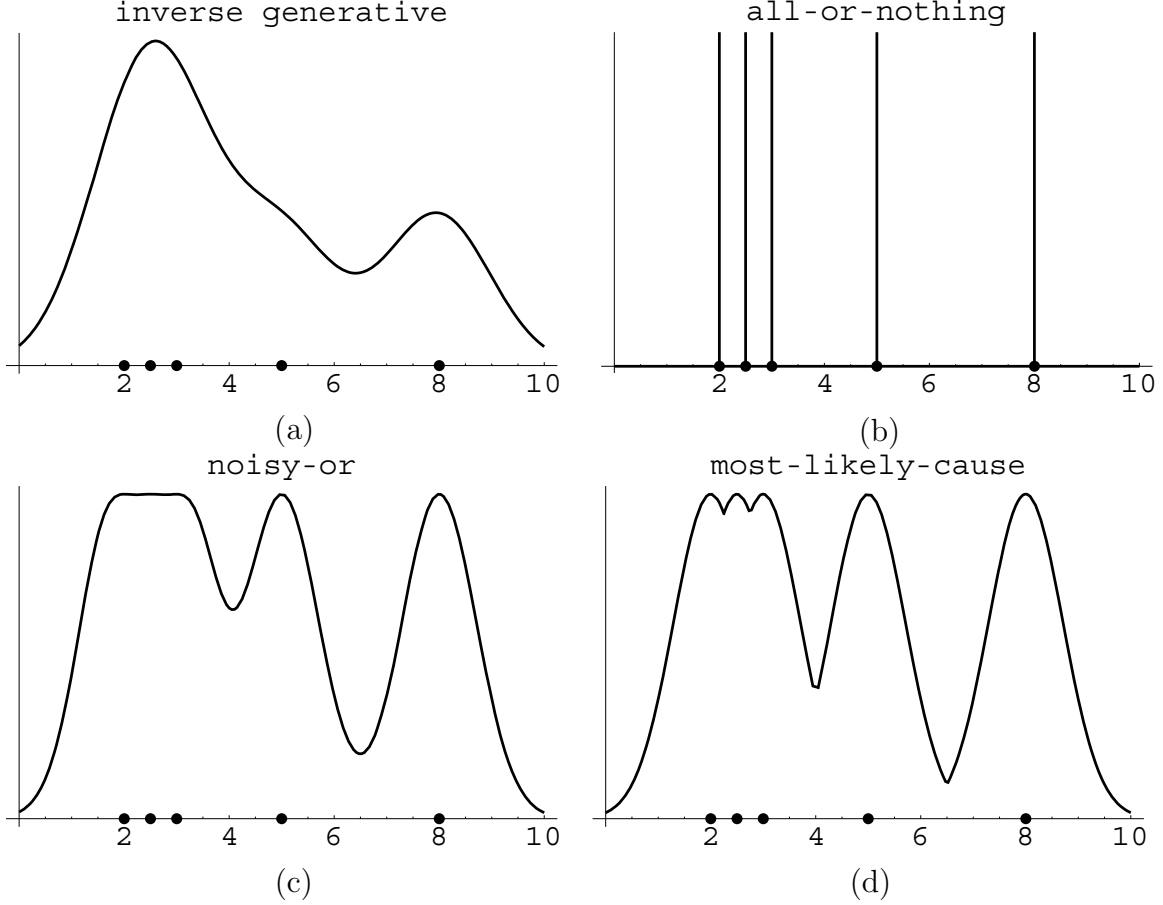 inverse generative
2 4 6 8 10
(a)
all-or-nothing
2 4 6 8 10
(b)
noisy-or
2 4 6 8 10
(c)
most-likely-cause
2 4 6 8 10
(d)